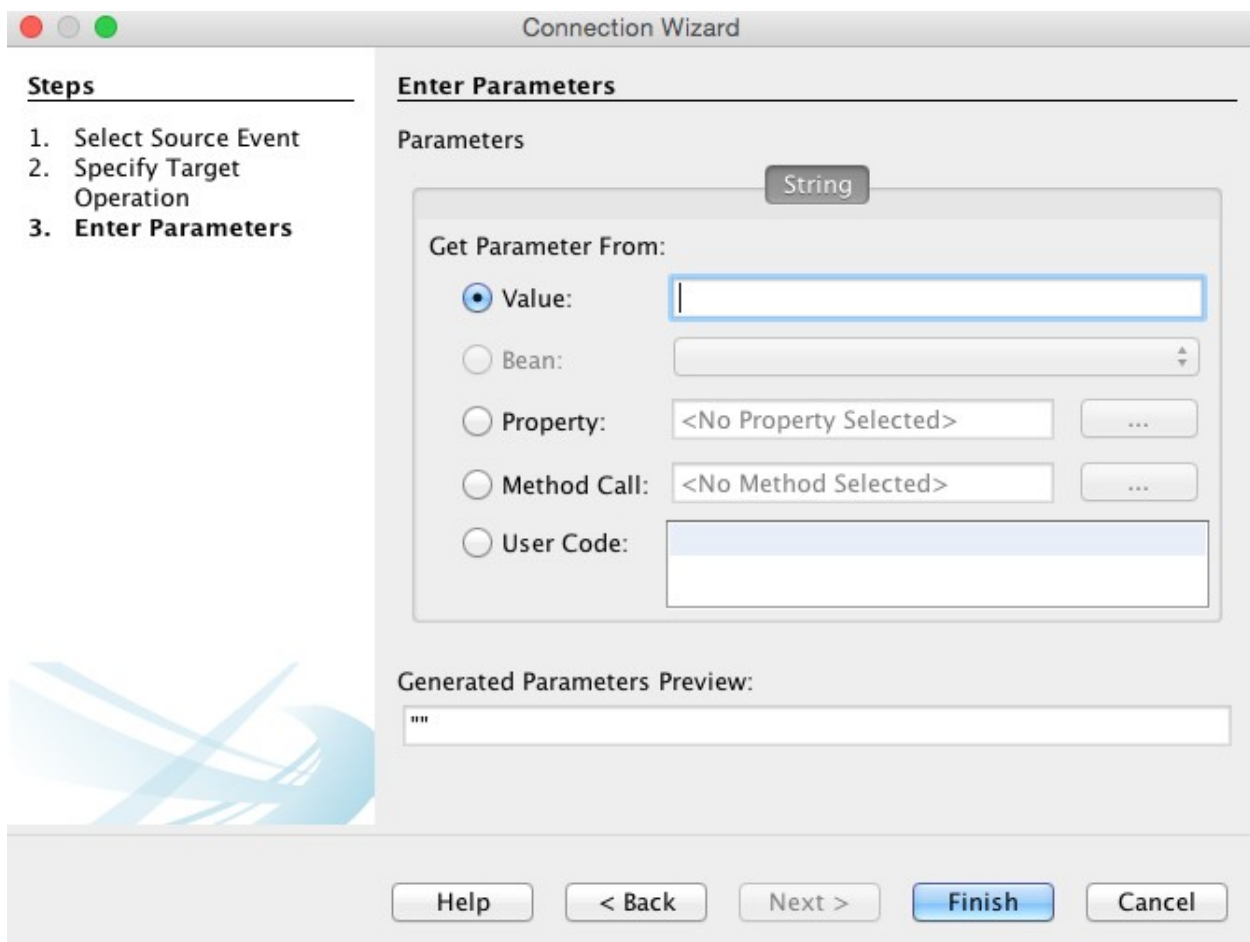 Connection Wizard
Steps
1. Select Source Event
2. Specify Target
Operation
3. Enter Parameters
Enter Parameters
Parameters
String
Get Parameter From:
Value:
Bean:
Property: <No Property Selected> ...
Method Call: <No Method Selected> ...
User Code:
Generated Parameters Preview:
""
Help < Back Next > Finish Cancel